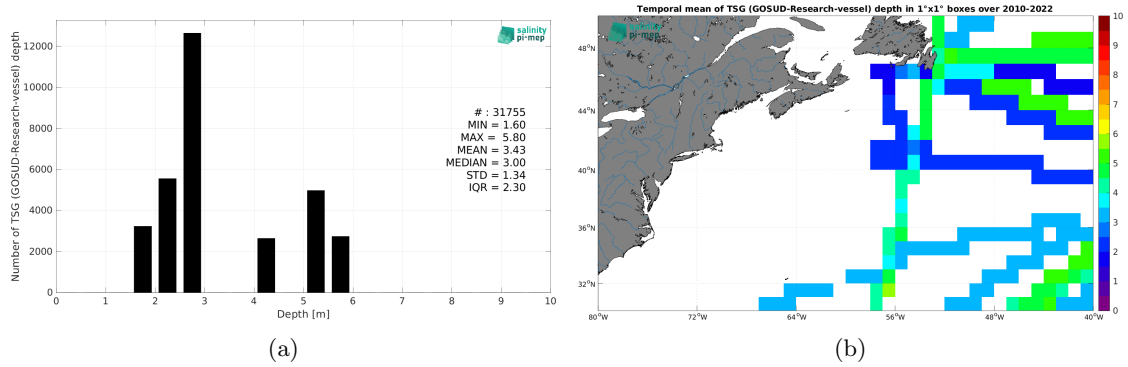 12000
10000
8000
6000
4000
2000
0
Number of TSG (GOSUD-Research-vessel) depth
salinity
pi-mep
# : 31755
MIN = 1.60
MAX = 5.80
MEAN = 3.43
MEDIAN = 3.00
STD = 1.34
IQR = 2.30
0 1 2 3 4 5 6 7 8 9 10
Depth [m]
(a)
Temporal mean of TSG (GOSUD-Research-vessel) depth in 1°x1° boxes over 2010-2022
salinity
pi-mep
48°N
44°N
40°N
36°N
32°N
80°W 72°W 64°W 56°W 48°W 40°W
10
9
8
7
6
5
4
3
2
1
0
(b)